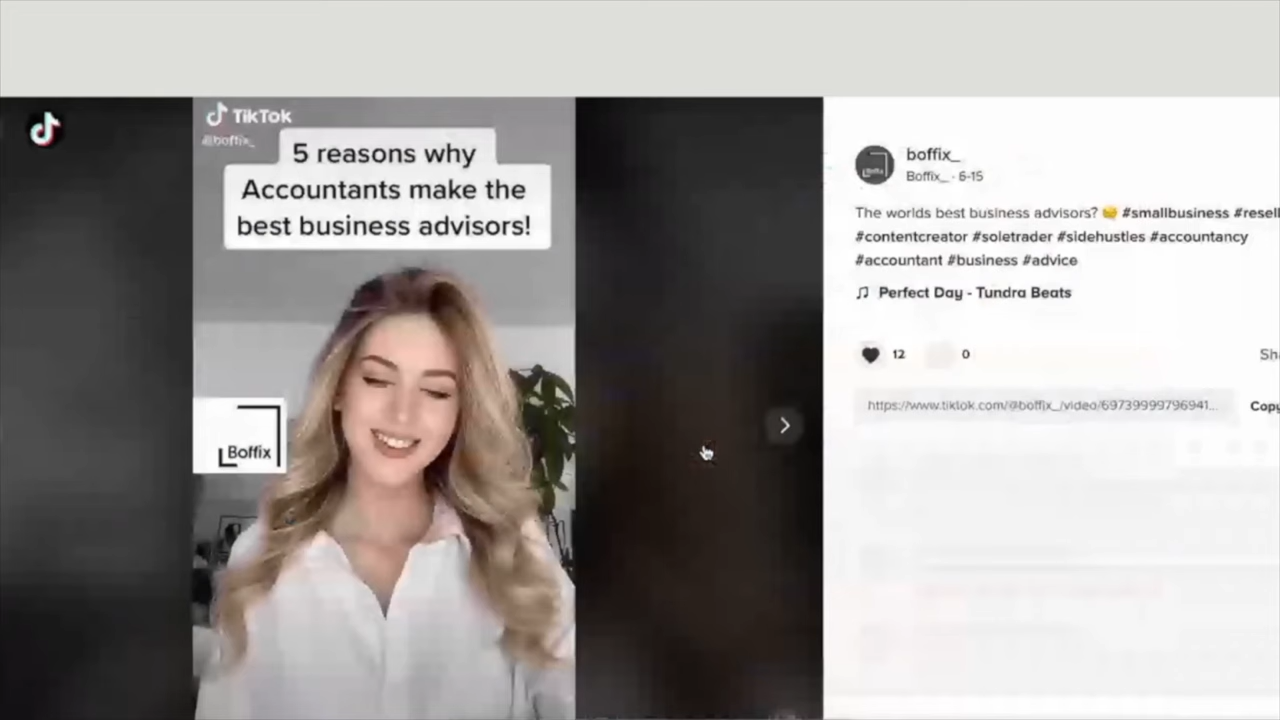 TikTok
@boffix_
5 reasons why
Accountants make the
best business advisors!
Boffix
boffix_
Boffix_ · 6-15
The worlds best business advisors? #smallbusiness #resell
#contentcreator #soletrader #sidehustles #accountancy
#accountant #business #advice
Perfect Day - Tundra Beats
12
0
Sh
https://www.tiktok.com/@boffix_/video/69739999796941...
Copy